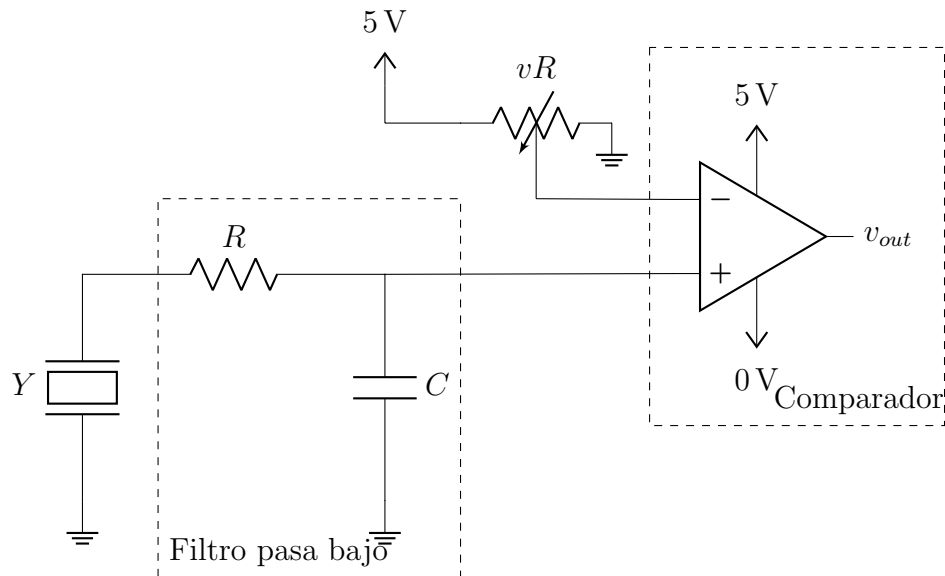 5 V
vR
5 V
−
v_out
R
+
Y
C
0 V
Comparador
Filtro pasa bajo